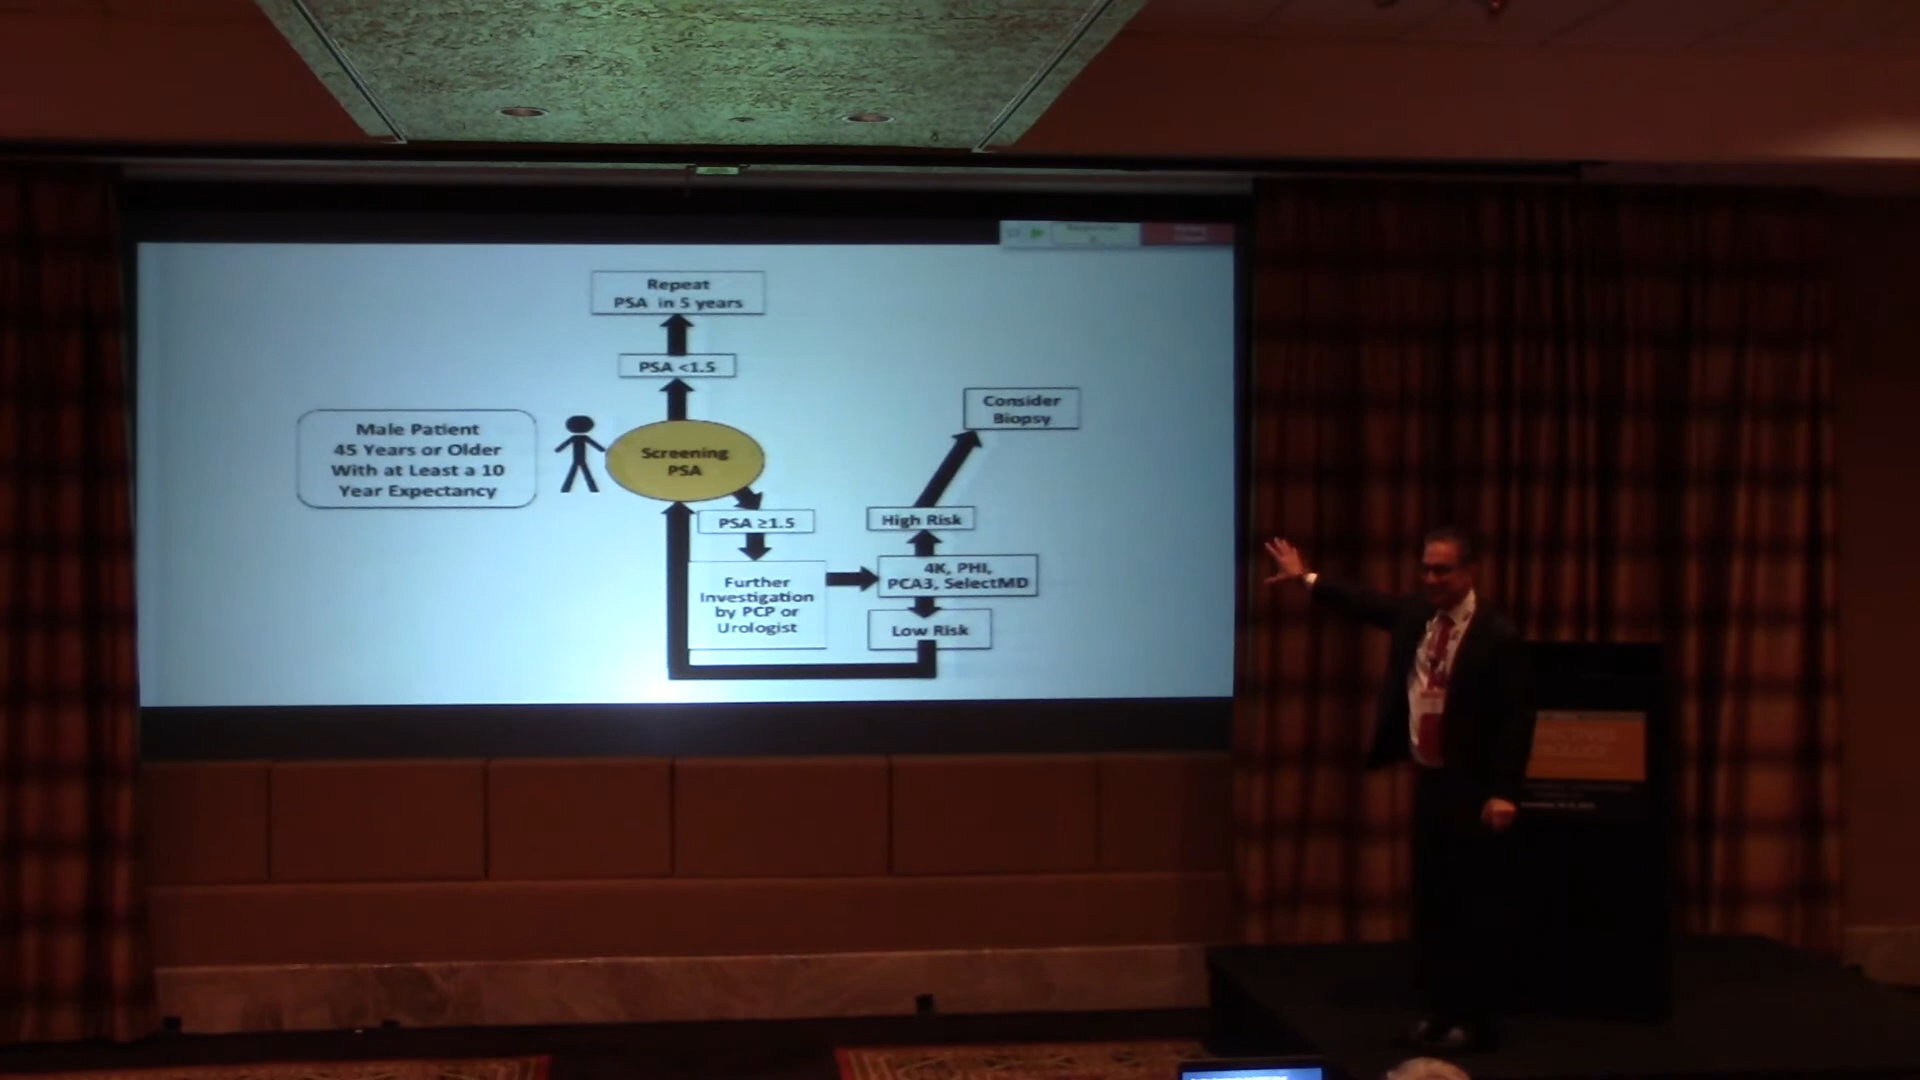 Repeat
PSA in 5 years
PSA <1.5
Male Patient
45 Years or Older
With at Least a 10
Year Expectancy
Screening
PSA
Consider
Biopsy
PSA ≥1.5
High Risk
Further
Investigation
by PCP or
Urologist
4K, PHI,
PCA3, SelectMD
Low Risk